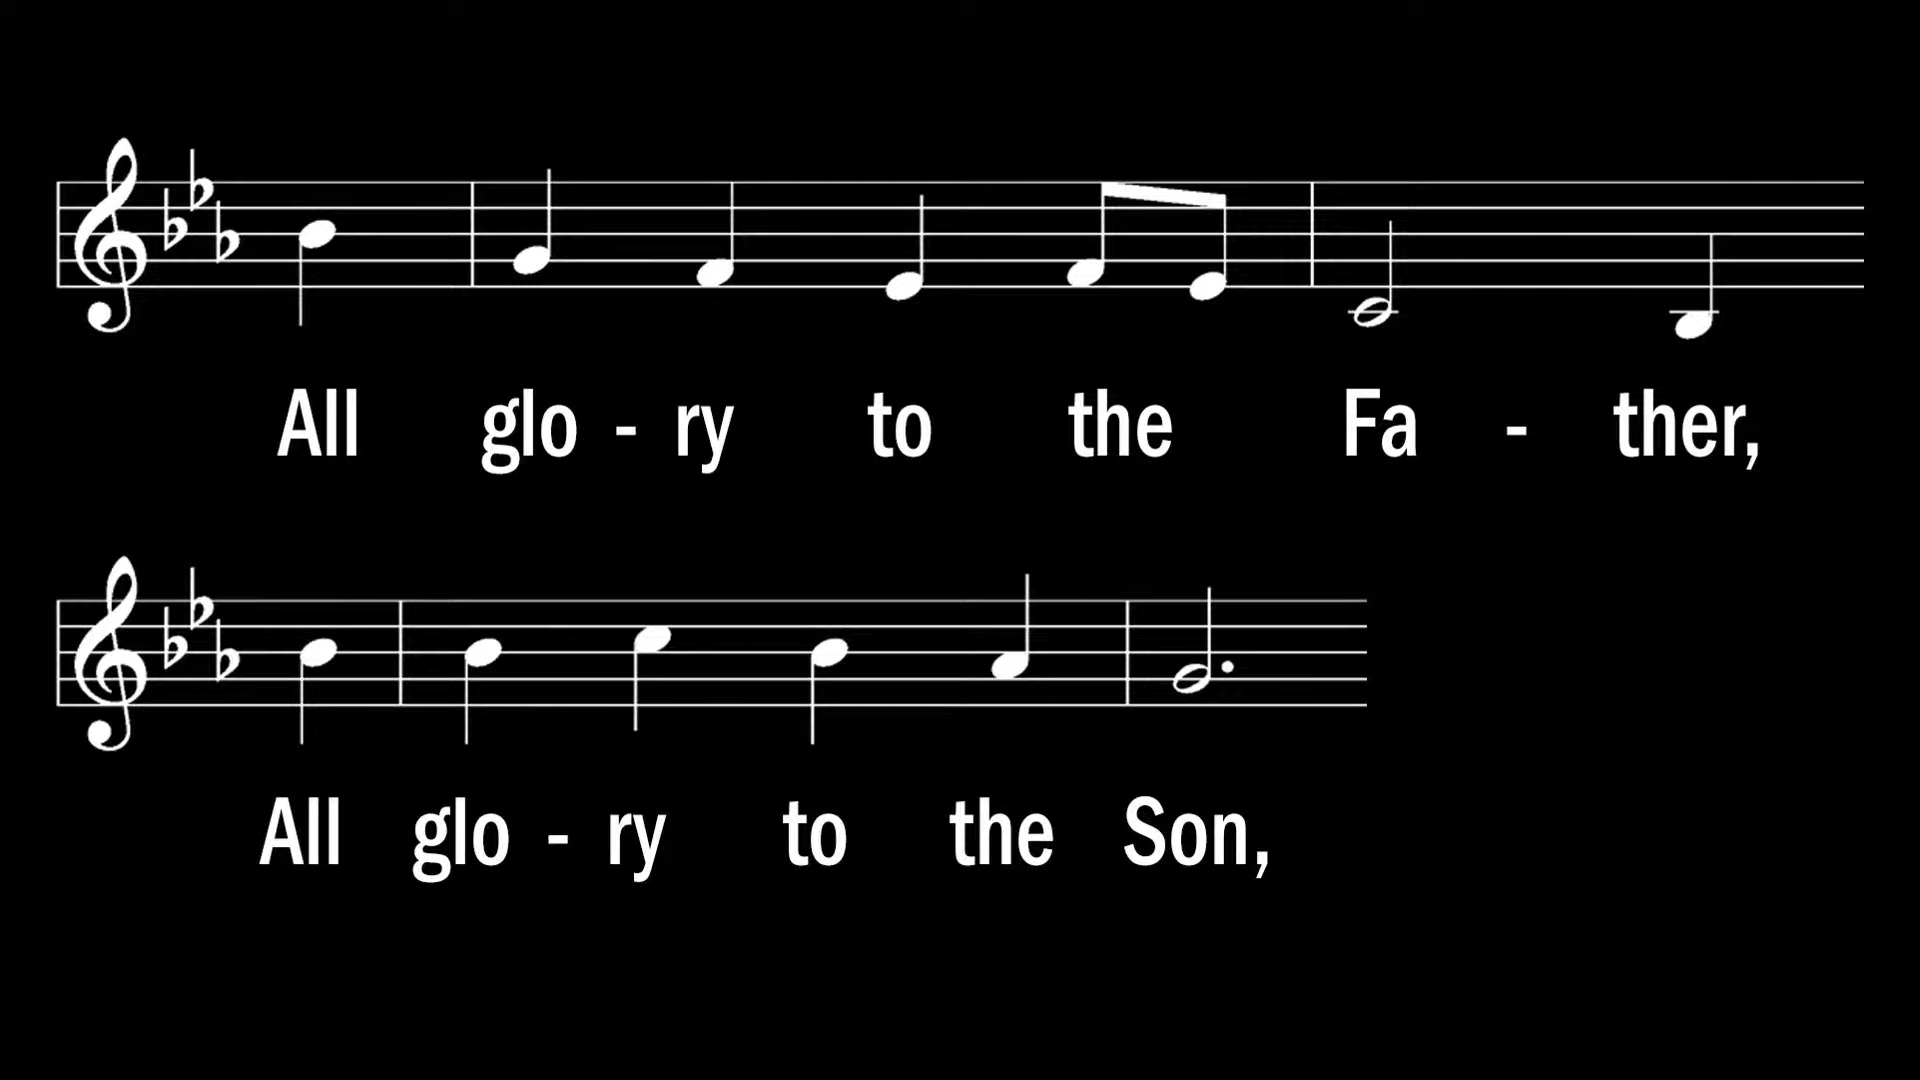 All glo - ry to the Fa - ther,
All glo - ry to the Son,